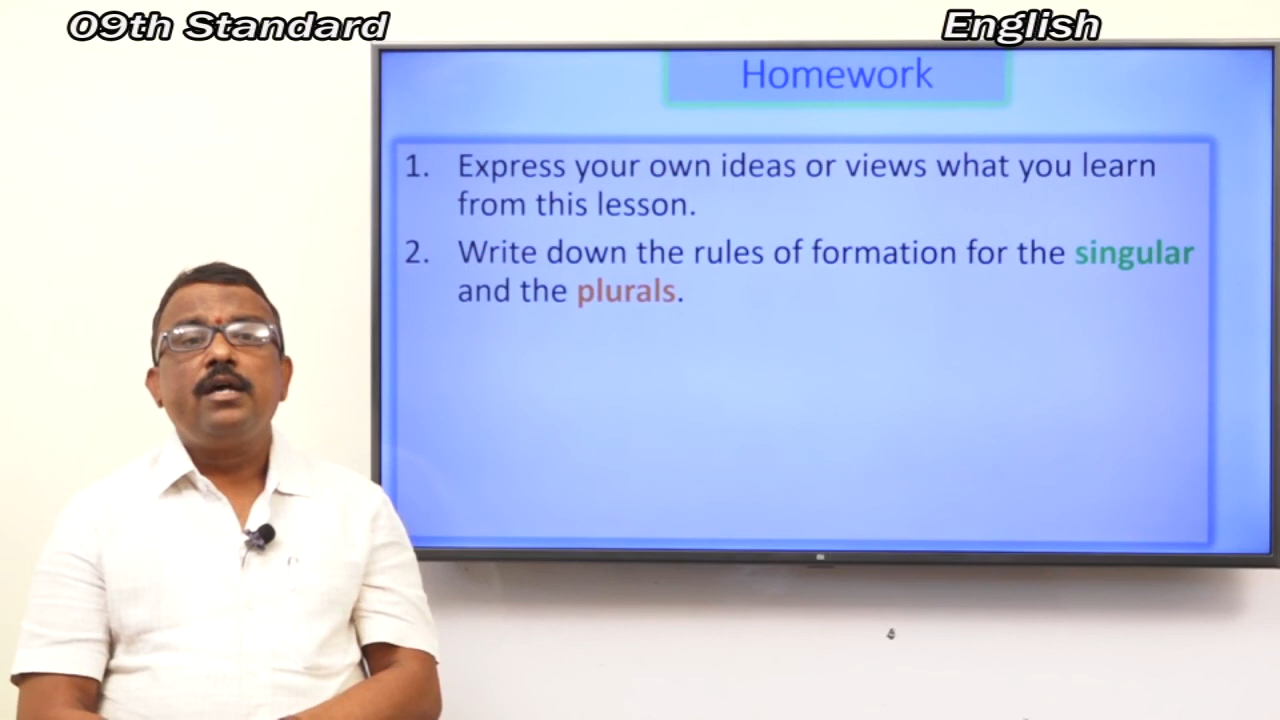 09th Standard
English
Homework
1. Express your own ideas or views what you learn
from this lesson.
2. Write down the rules of formation for the singular
and the plurals.